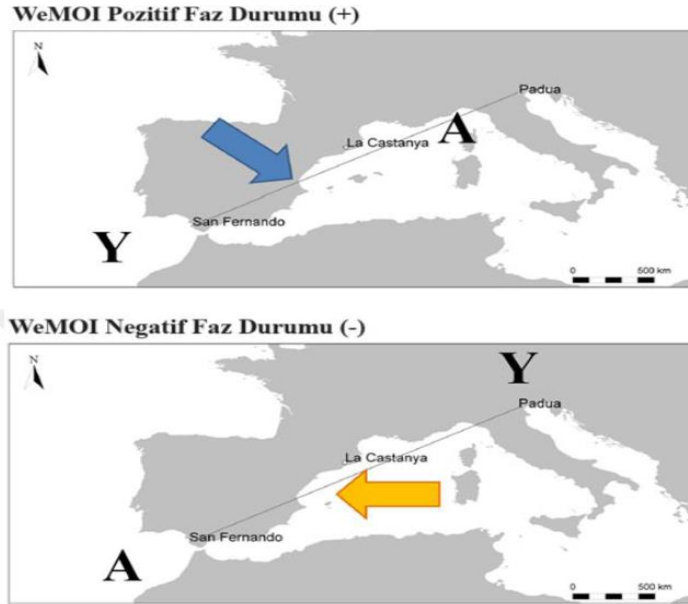 WeMOI Pozitif Faz Durumu (+)
N
Padua
A
La Castanya
San Fernando
Y
0 500 km
WeMOI Negatif Faz Durumu (-)
N
Y
Padua
La Castanya
San Fernando
A
0 500 km